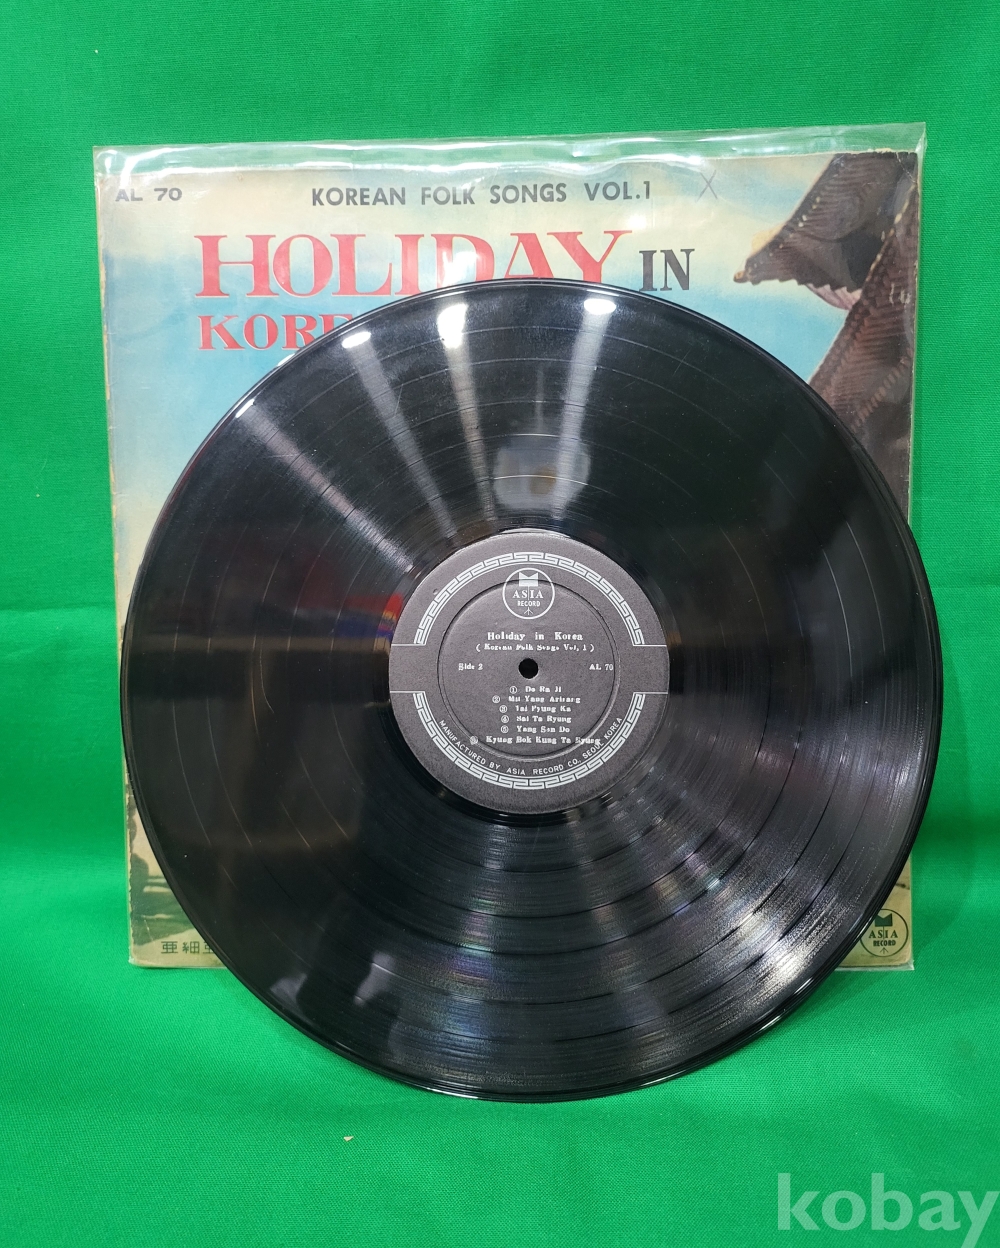 AL 70
KOREAN FOLK SONGS VOL.1 X
HOLIDAY IN
KORE
ASIA
RECORD
Holiday in Korea
( Korean Folk Songs Vol, 1 )
Side 2 AL 70
① Do Ra Ji
② Mil Yang Arirang
③ Tai Pyung Ka
④ Sai Ta Ryung
⑤ Yang San Do
⑥ Kyung Bok Kung Ta Ryung
MANUFACTURED BY ASIA RECORD CO. SEOUL KOREA
亜細
ASIA
RECORD
kobay